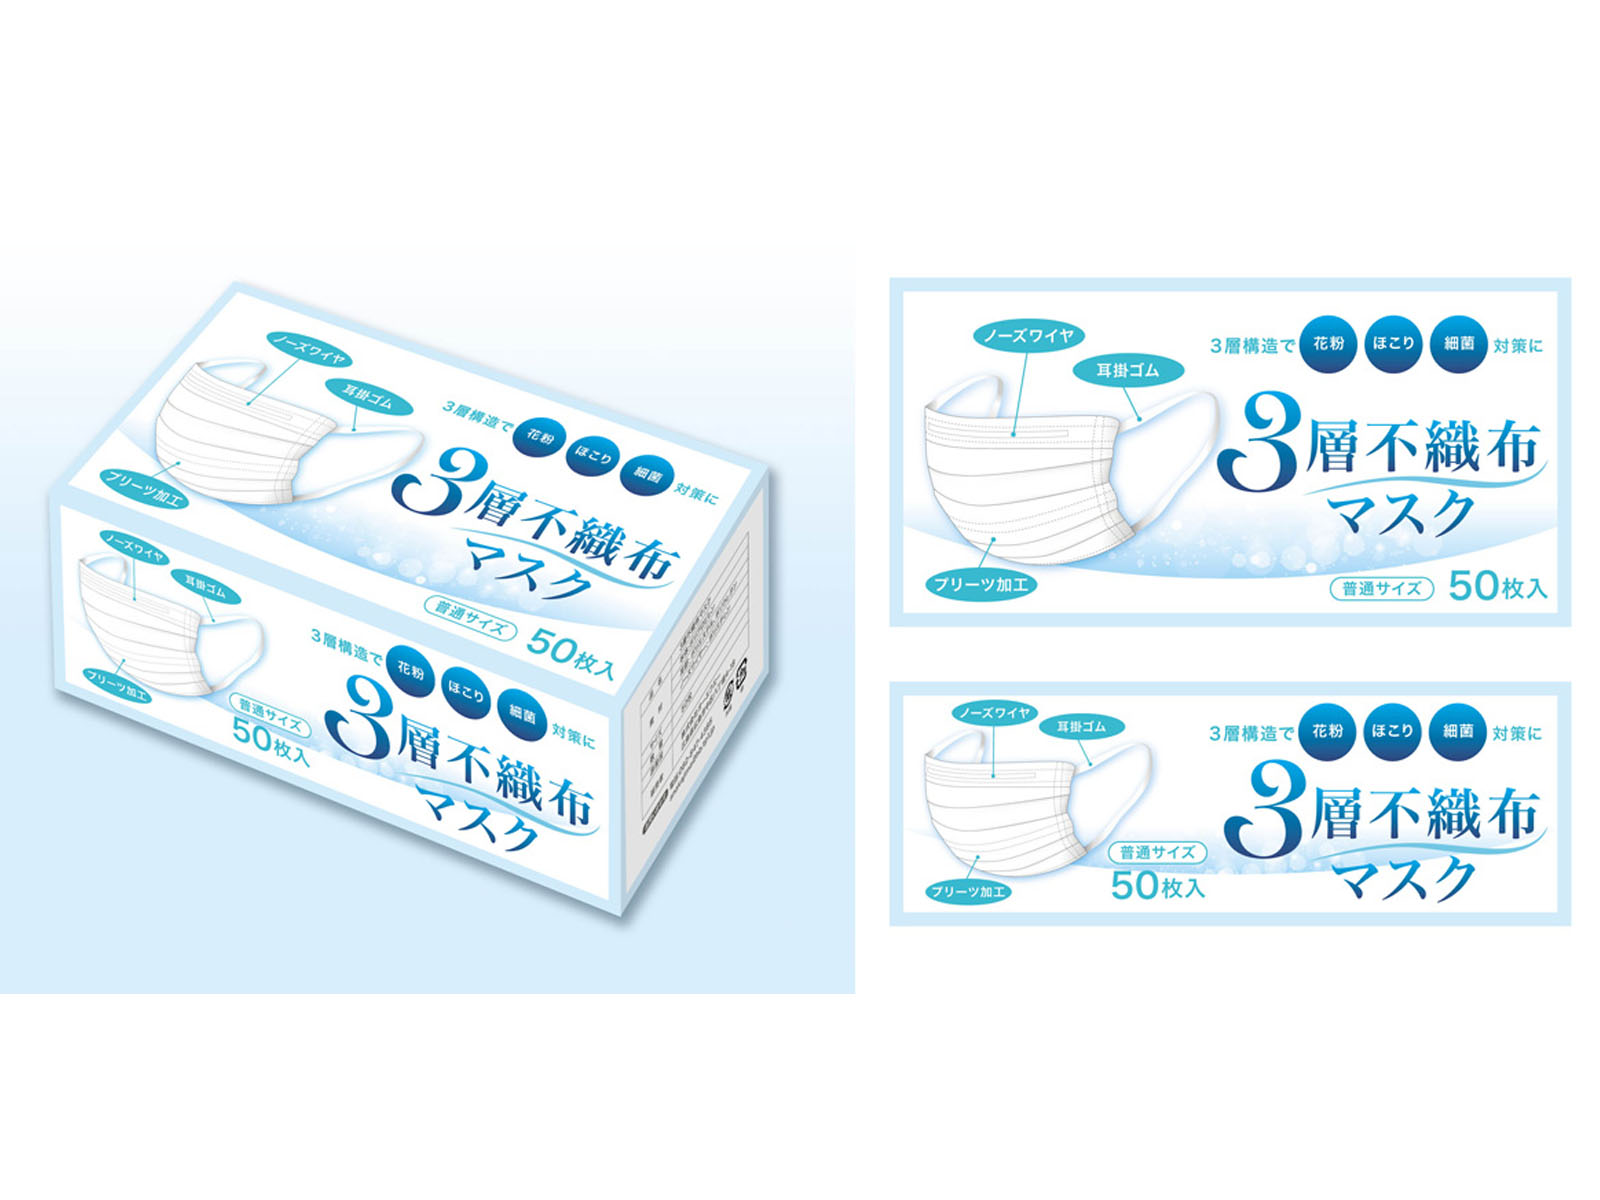 ノーズワイヤ
耳掛ゴム
プリーツ加工
3層構造で 花粉 ほこり 細菌 対策に
3層不織布
マスク
普通サイズ 50枚入
ノーズワイヤ
耳掛ゴム
プリーツ加工
3層構造で 花粉 ほこり 細菌 対策に
3層不織布
マスク
普通サイズ
50枚入
ノーズワイヤ
耳掛ゴム
プリーツ加工
3層構造で 花粉 ほこり 細菌 対策に
3層不織布
マスク
普通サイズ 50枚入
ノーズワイヤ
耳掛ゴム
プリーツ加工
3層構造で 花粉 ほこり 細菌 対策に
3層不織布
マスク
普通サイズ
50枚入